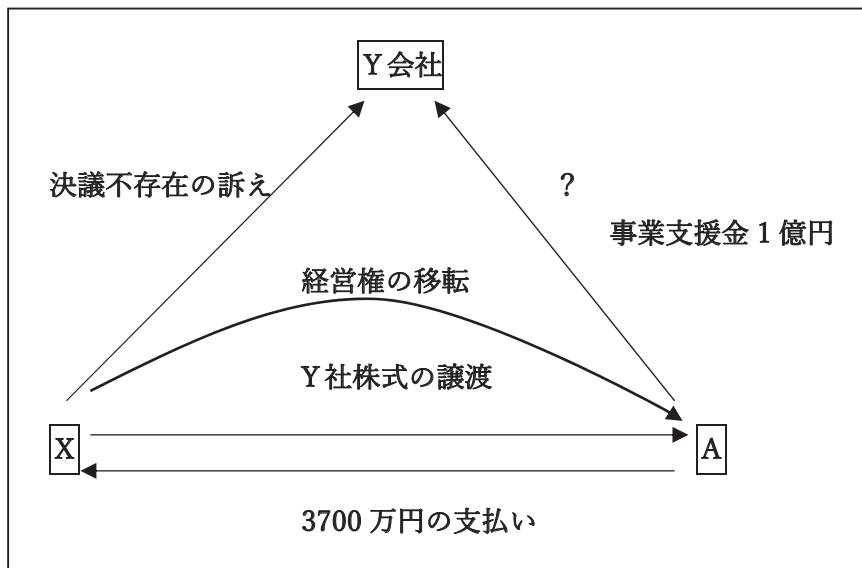 Y会社
決議不存在の訴え
?
事業支援金1億円
経営権の移転
Y社株式の譲渡
X
A
3700万円の支払い